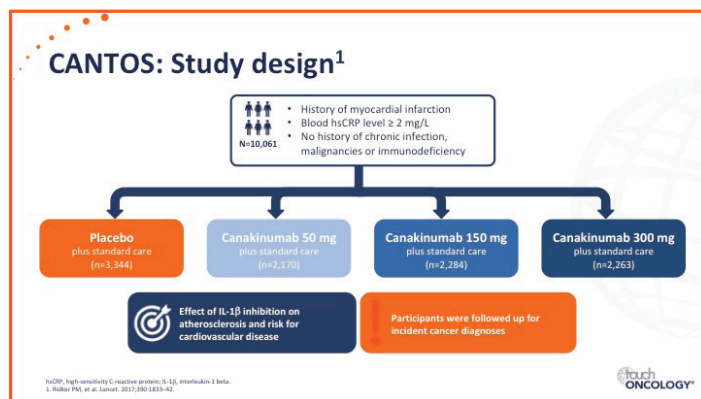 CANTOS: Study design1
N=10,061
• History of myocardial infarction
• Blood hsCRP level ≥ 2 mg/L
• No history of chronic infection,
malignancies or immunodeficiency
Placebo
plus standard care
(n=3,344)
Canakinumab 50 mg
plus standard care
(n=2,170)
Canakinumab 150 mg
plus standard care
(n=2,284)
Canakinumab 300 mg
plus standard care
(n=2,263)
Effect of IL-1β inhibition on
atherosclerosis and risk for
cardiovascular disease
Participants were followed up for
incident cancer diagnoses
hsCRP, high-sensitivity C-reactive protein; IL-1β, interleukin-1 beta.
1. Ridker PM, et al. Lancet. 2017;390:1833–42.
touch
ONCOLOGY®